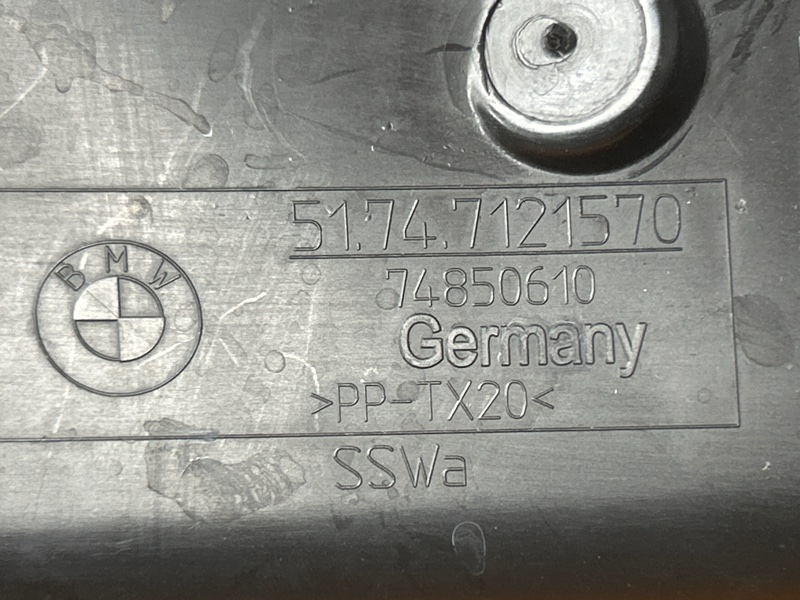 51.74.7121570
BMW
74850610
Germany
>PP-TX20<
SSWa